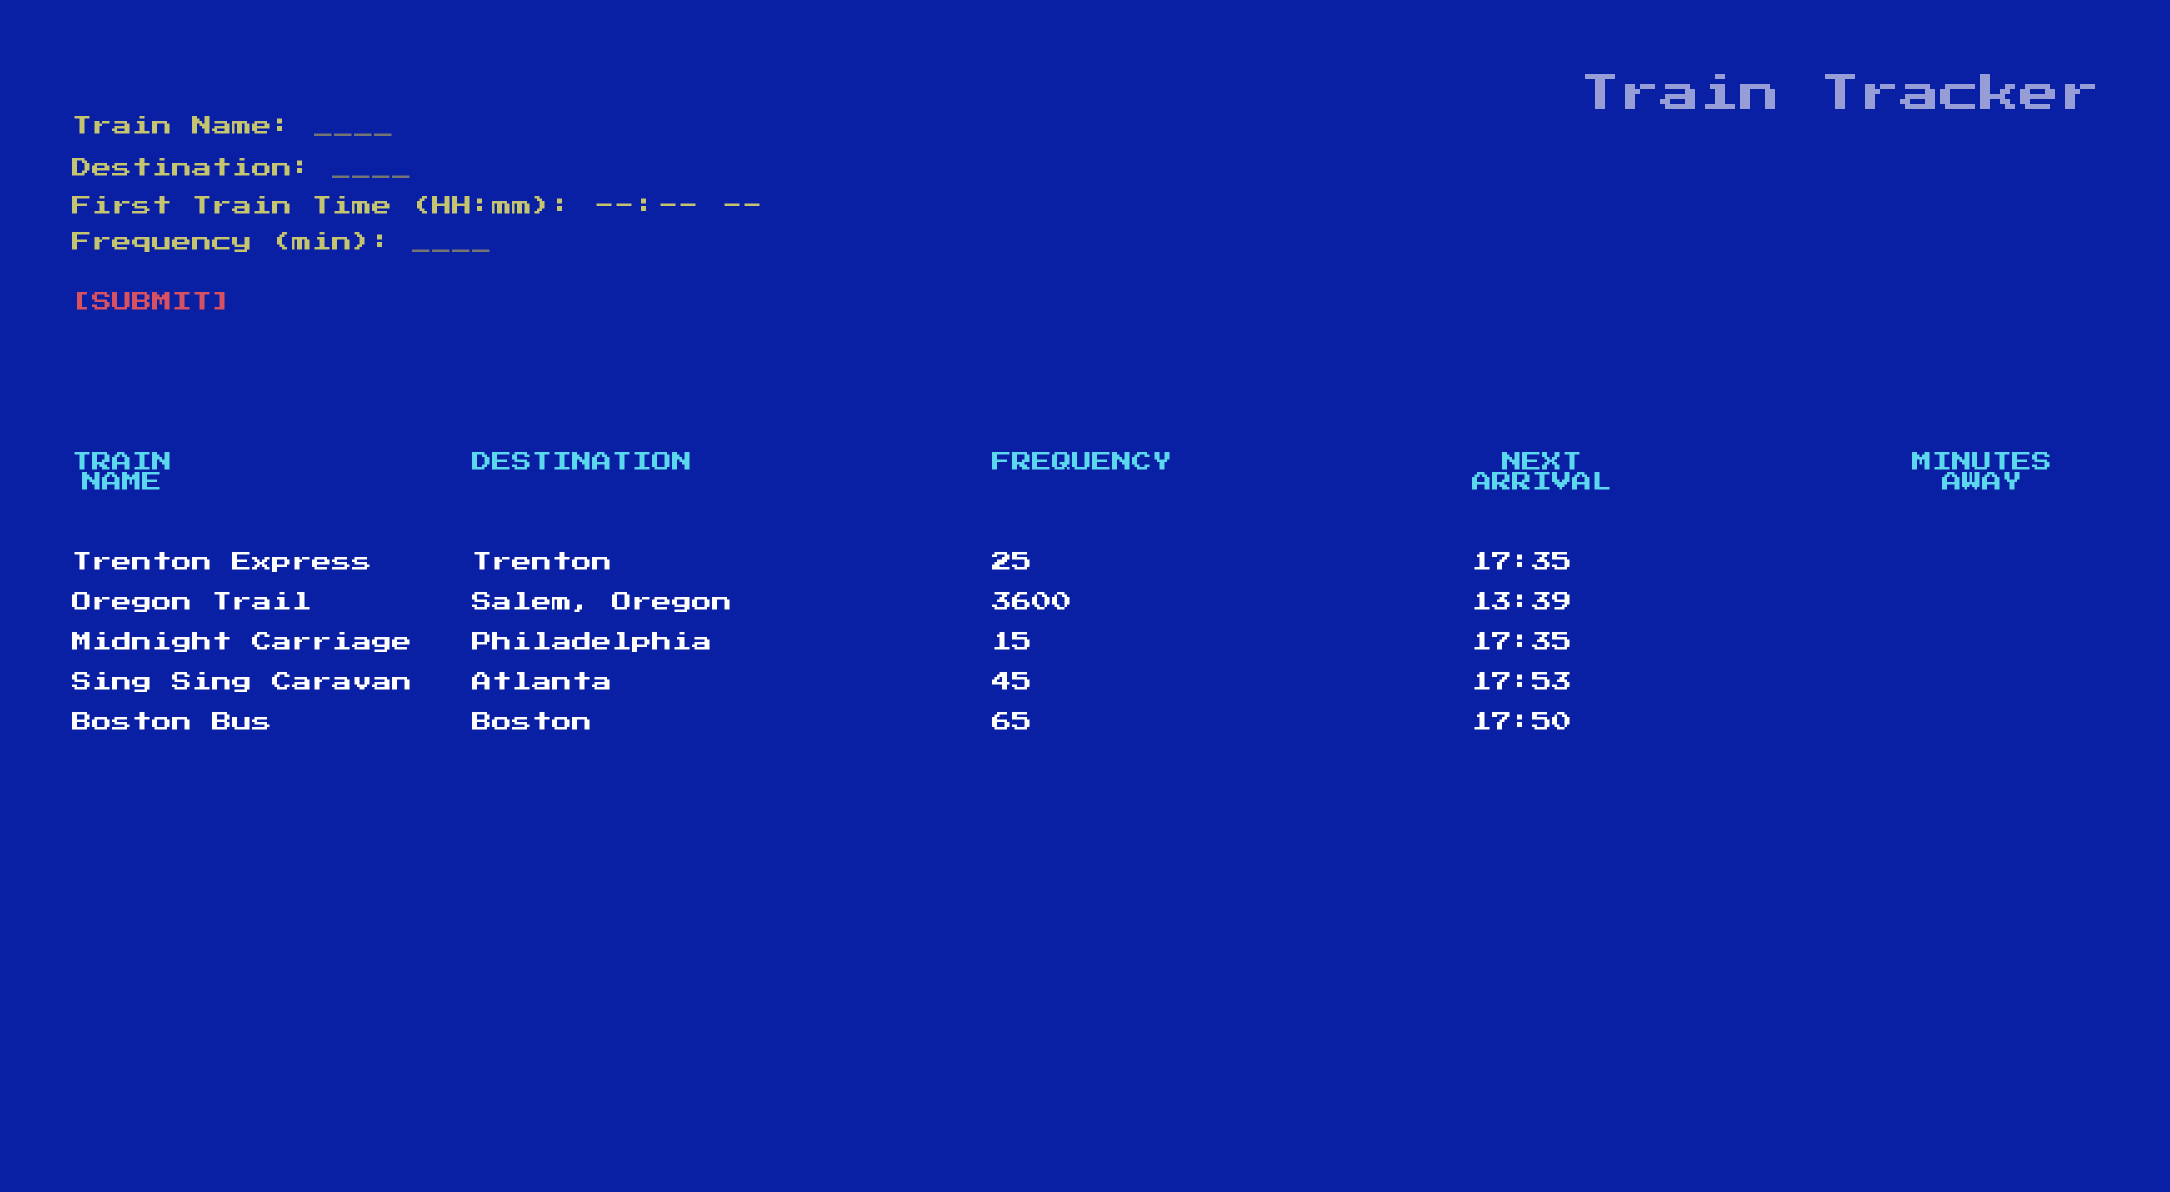 Train Tracker
Train Name: ____
Destination: ____
First Train Time (HH:mm): --:-- --
Frequency (min): ____
[SUBMIT]
TRAIN NAME DESTINATION FREQUENCY NEXT ARRIVAL MINUTES AWAY
Trenton Express Trenton 25 17:35
Oregon Trail Salem, Oregon 3600 13:39
Midnight Carriage Philadelphia 15 17:35
Sing Sing Caravan Atlanta 45 17:53
Boston Bus Boston 65 17:50